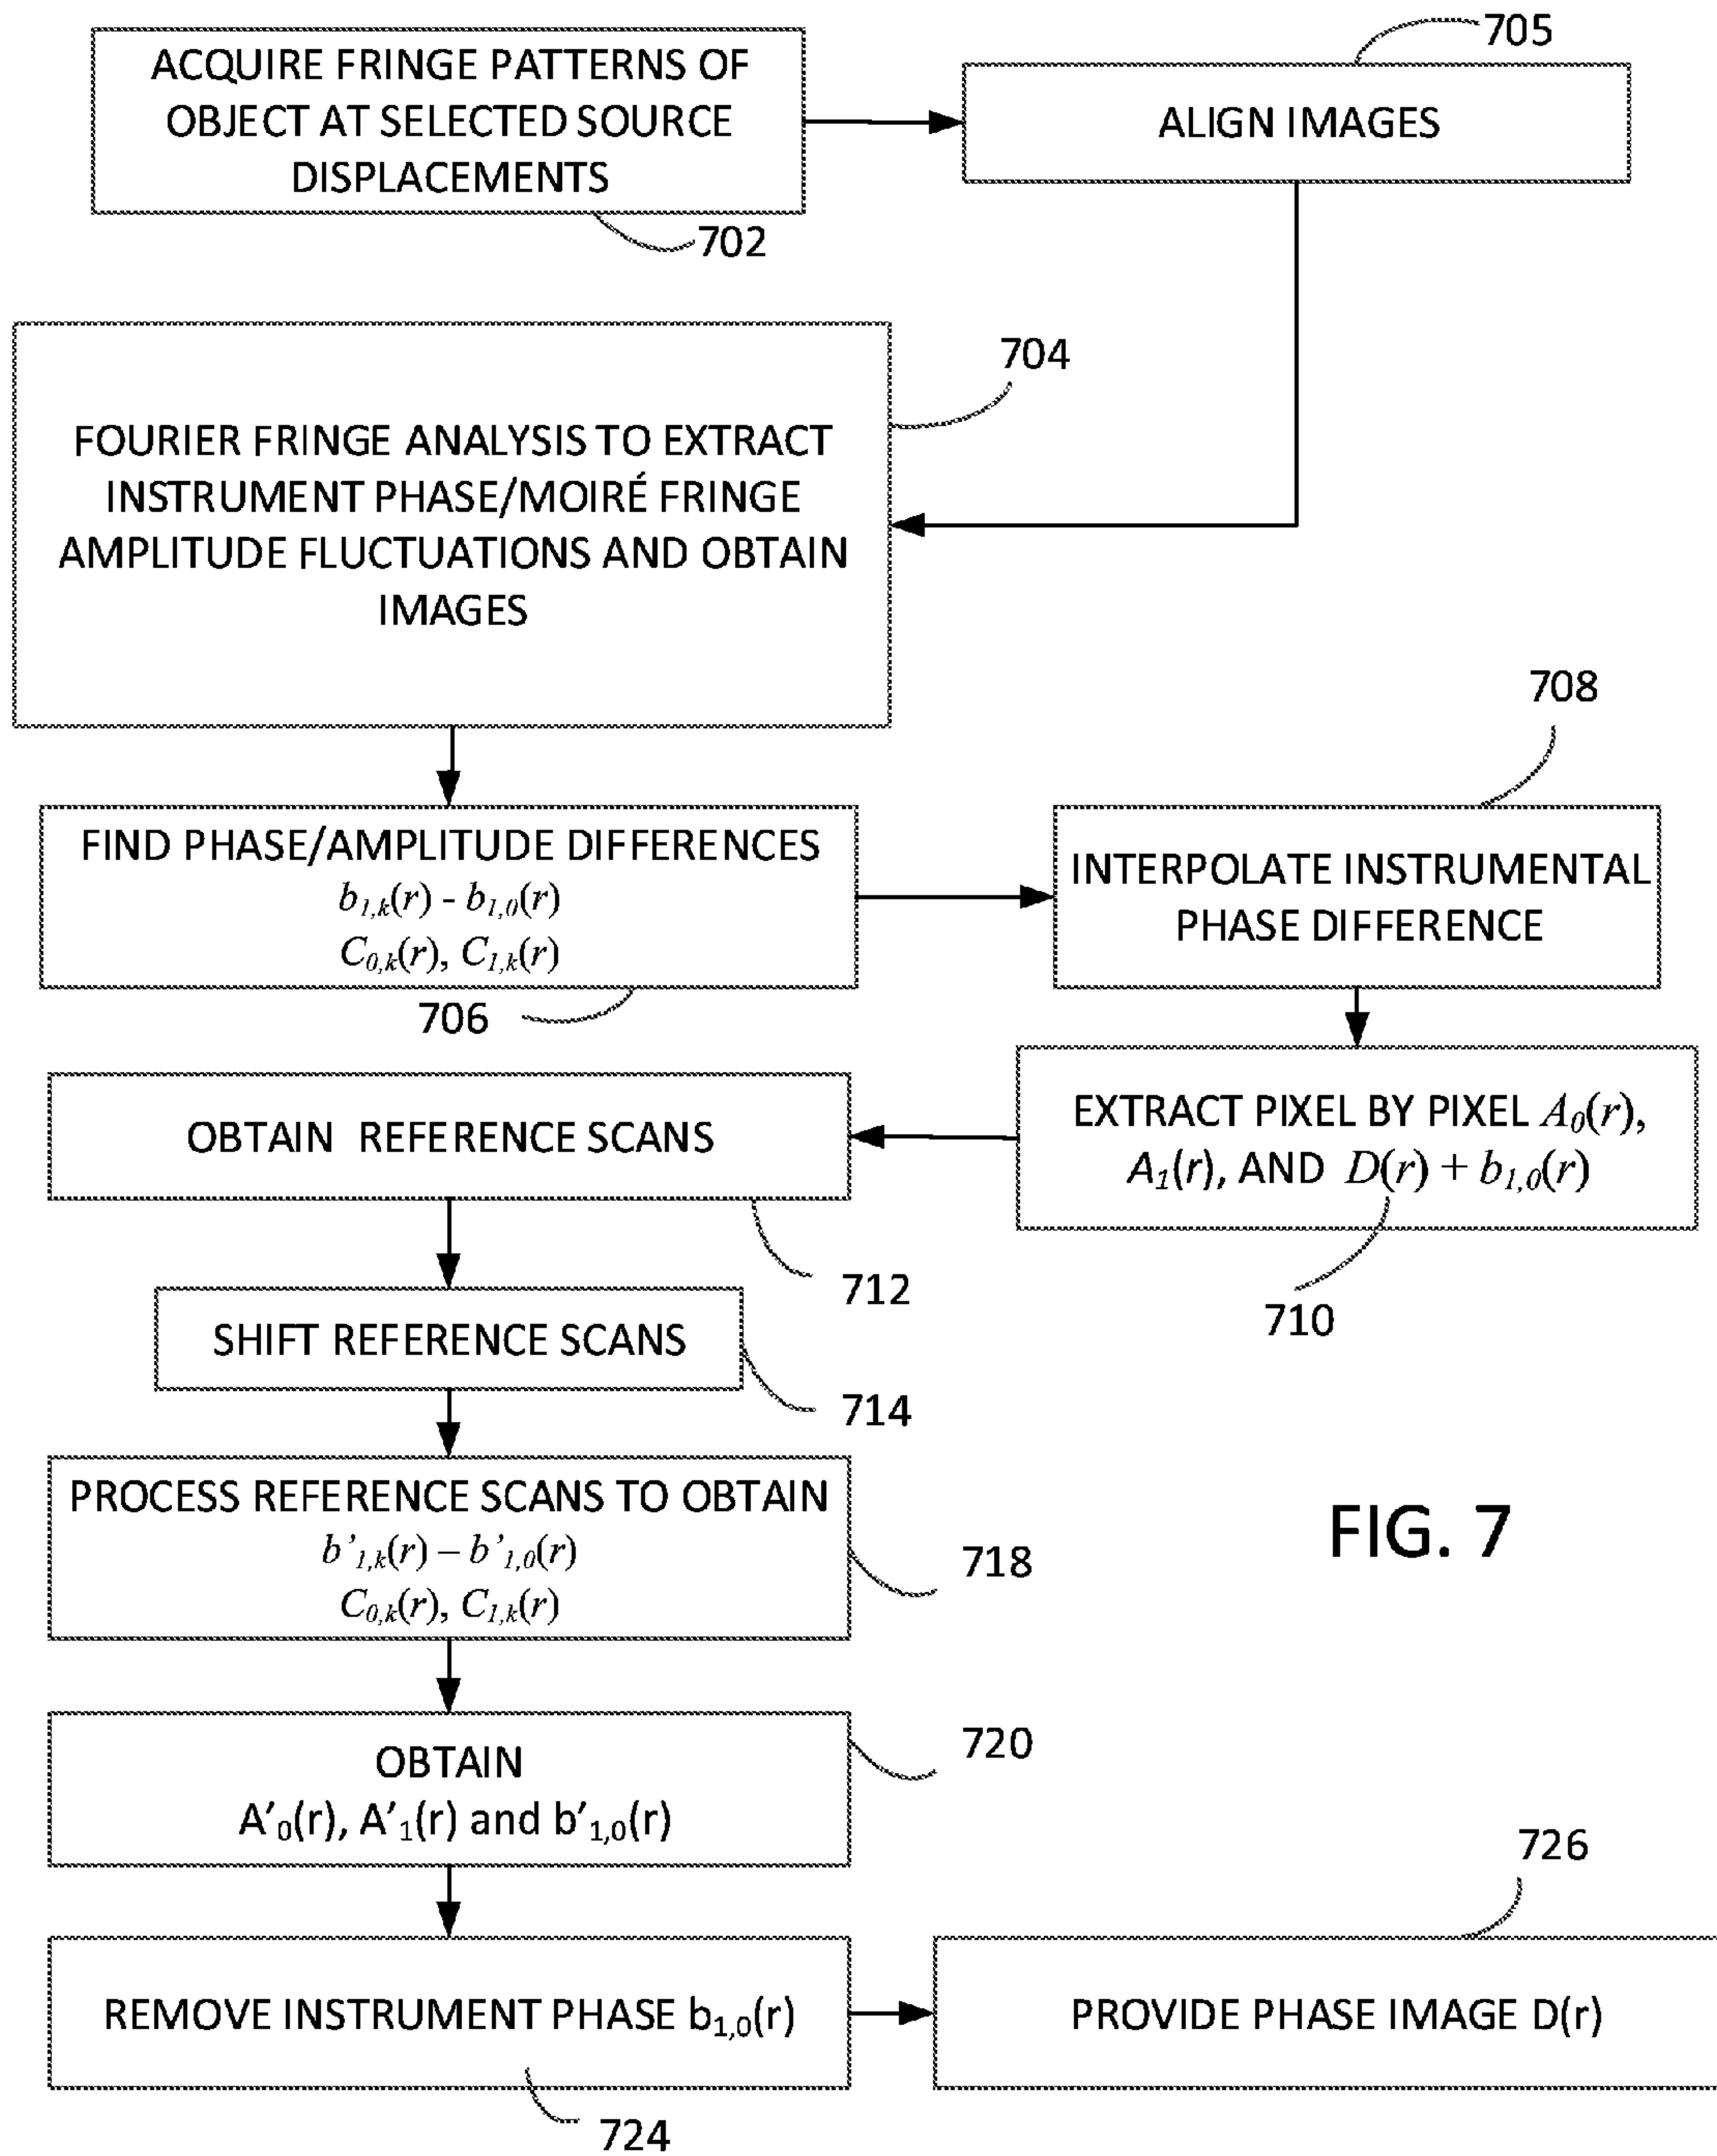 ACQUIRE FRINGE PATTERNS OF
OBJECT AT SELECTED SOURCE
DISPLACEMENTS
702
705
ALIGN IMAGES
704
FOURIER FRINGE ANALYSIS TO EXTRACT
INSTRUMENT PHASE/MOIRÉ FRINGE
AMPLITUDE FLUCTUATIONS AND OBTAIN
IMAGES
FIND PHASE/AMPLITUDE DIFFERENCES
b1,k(r) - b1,0(r)
C0,k(r), C1,k(r)
706
708
INTERPOLATE INSTRUMENTAL
PHASE DIFFERENCE
EXTRACT PIXEL BY PIXEL A0(r),
A1(r), AND D(r) + b1,0(r)
710
OBTAIN REFERENCE SCANS
712
SHIFT REFERENCE SCANS
714
PROCESS REFERENCE SCANS TO OBTAIN
b’1,k(r) – b’1,0(r)
C0,k(r), C1,k(r)
718
FIG. 7
OBTAIN
A’0(r), A’1(r) and b’1,0(r)
720
REMOVE INSTRUMENT PHASE b1,0(r)
724
726
PROVIDE PHASE IMAGE D(r)